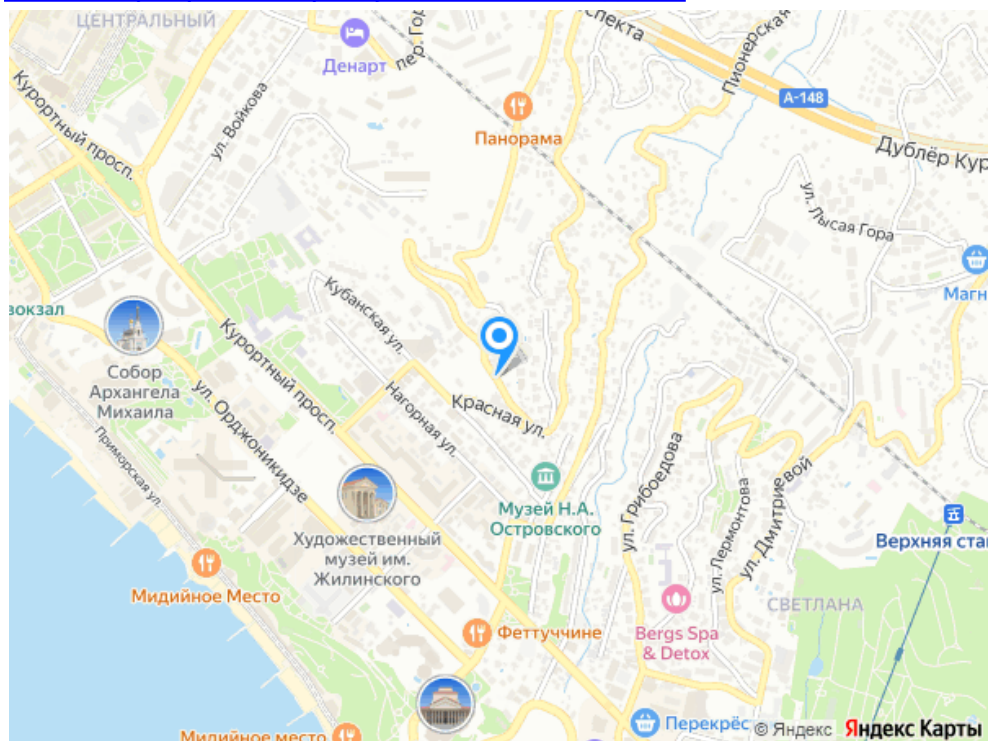 ЦЕНТРАЛЬНЫЙ
Денарт
пер. Гор
спекта
Пионерская
А-148
Дублёр Кур
Курортный просп.
ул. Войкова
Панорама
ул. Лысая Гора
Магн
вокзал
Кубанская ул.
Собор
Архангела
Михаила
Курортный просп.
ул. Орджоникидзе
Приморская ул.
Нагорная ул.
Красная ул.
Музей Н.А.
Островского
ул. Грибоедова
ул. Лермонтова
ул. Дмитриевой
Верхняя ста
Художественный
музей им.
Жилинского
Мидийное Место
СВЕТЛАНА
Феттуччине
Bergs Spa
& Detox
Перекрёс
© Яндекс Яндекс Карты
Мидийное место